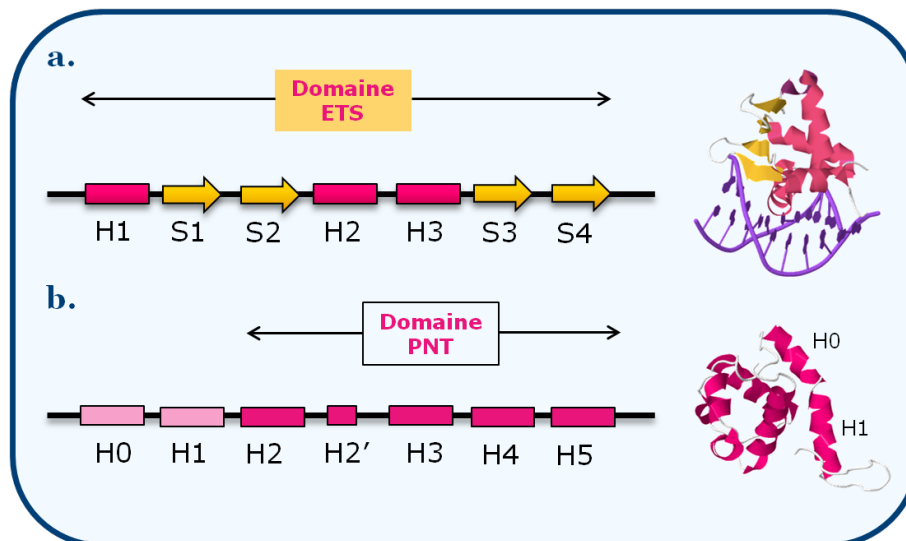 a.
Domaine
ETS
H1 S1 S2 H2 H3 S3 S4
b.
Domaine
PNT
H0
H1
H0 H1 H2 H2′ H3 H4 H5